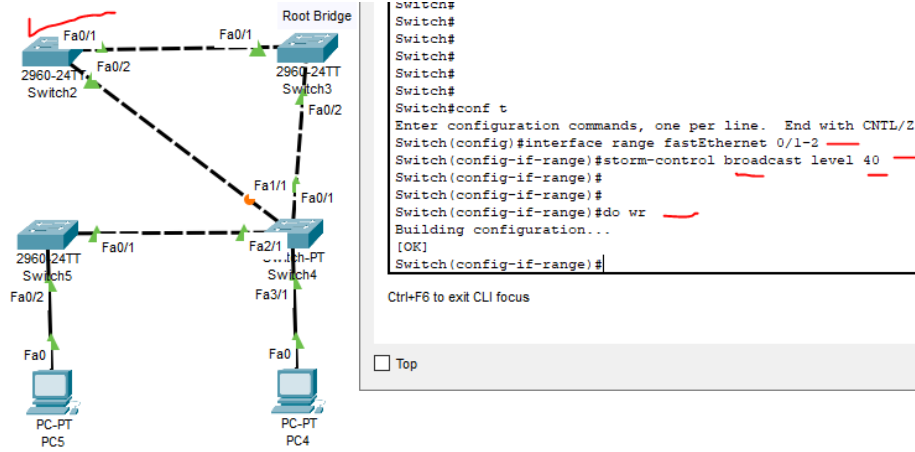 Root Bridge
Fa0/1
Fa0/1
2960-24TT
Fa0/2
Switch2
2960-24TT
Switch3
Fa0/2
Fa1/1
Fa0/1
2960-24TT
Switch5
Fa0/1
Fa2/1
Switch-PT
Switch4
Fa0/2
Fa3/1
Fa0
Fa0
PC-PT
PC5
PC-PT
PC4
Switch#
Switch#
Switch#
Switch#
Switch#
Switch#
Switch#conf t
Enter configuration commands, one per line. End with CNTL/Z
Switch(config)#interface range fastEthernet 0/1-2
Switch(config-if-range)#storm-control broadcast level 40
Switch(config-if-range)#
Switch(config-if-range)#
Switch(config-if-range)#do wr
Building configuration...
[OK]
Switch(config-if-range)#
Ctrl+F6 to exit CLI focus
Top